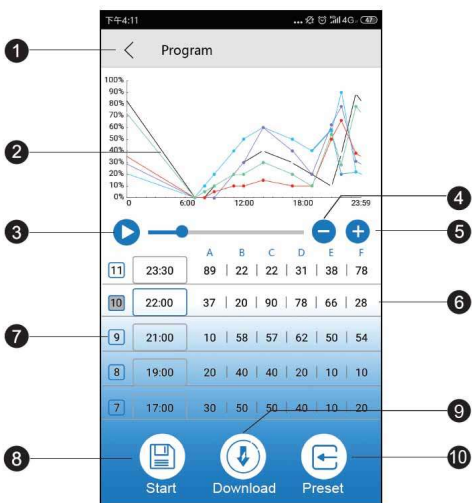 下午4:11 ... 4G 47
1 Program
100%
90%
80%
70%
2 60%
50%
40%
30%
20%
10%
0%
0 6:00 12:00 18:00 23:59
4
3 5
A B C D E F
11 23:30 89 | 22 | 22 | 31 | 38 | 78
10 22:00 37 | 20 | 90 | 78 | 66 | 28 6
7 9 21:00 10 | 58 | 57 | 62 | 50 | 54
8 19:00 20 | 40 | 40 | 20 | 10 | 10
7 17:00 30 | 50 | 50 | 40 | 10 | 20
9
8 10
Start Download Preset